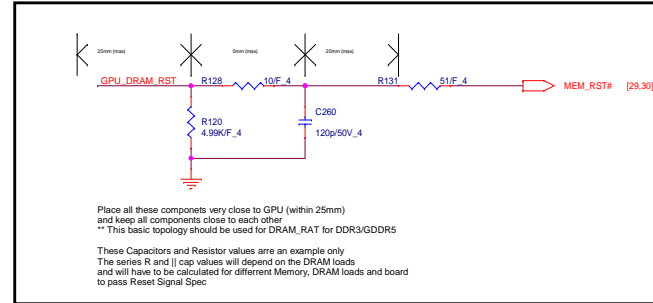 25mm (max) 5mm (max) 25mm (max)
GPU_DRAM_RST R128 10/F_4 R131 51/F_4
MEM_RST# [29,30]
R120
4.99K/F_4
C260
120p/50V_4
Place all these componets very close to GPU (within 25mm)
and keep all components close to each other
** This basic topology should be used for DRAM_RAT for DDR3/GDDR5
These Capacitors and Resistor values arre an example only
The series R and || cap values will depend on the DRAM loads
and will have to be calculated for differrent Memory, DRAM loads and board
to pass Reset Signal Spec